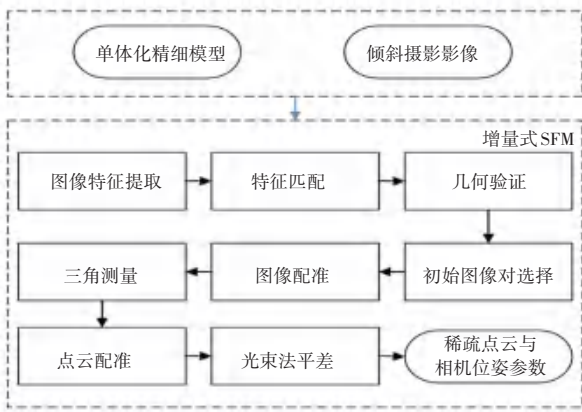 单体化精细模型
倾斜摄影影像
增量式SFM
图像特征提取
特征匹配
几何验证
初始图像对选择
图像配准
三角测量
点云配准
光束法平差
稀疏点云与
相机位姿参数